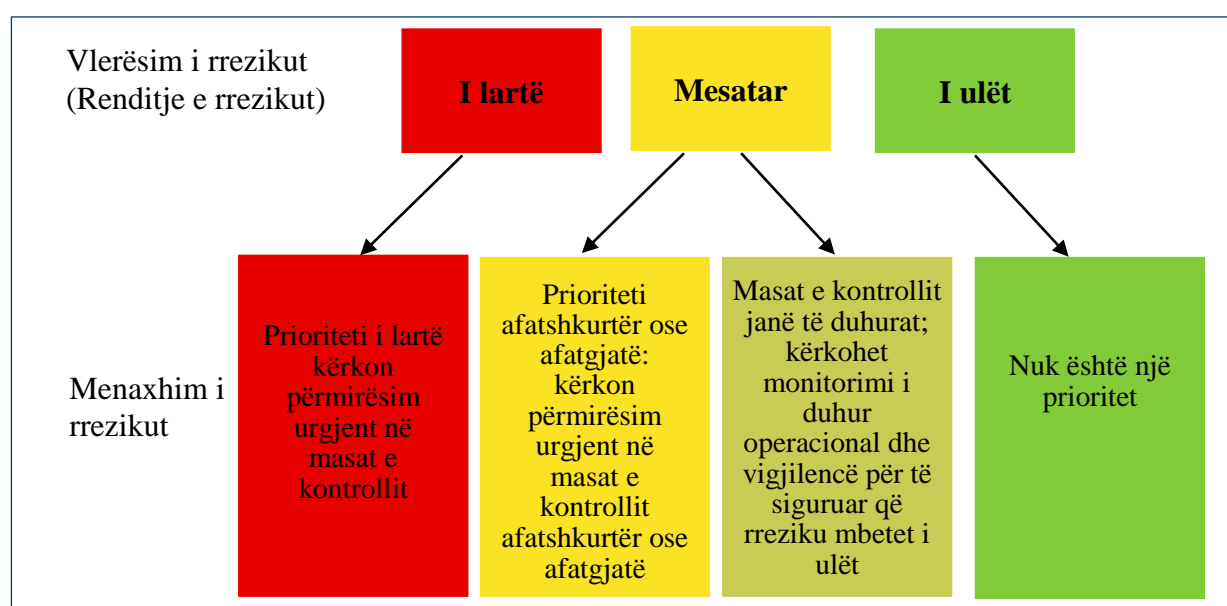 Vlerësim i rrezikut
(Renditje e rrezikut)
I lartë
Mesatar
I ulët
Menaxhim i
rrezikut
Prioriteti i lartë
kërkon
përmirësim
urgjent në
masat e
kontrollit
Prioriteti
afatshkurtër ose
afatgjatë:
kërkon
përmirësim
urgjent në
masat e
kontrollit
afatshkurtër ose
afatgjatë
Masat e kontrollit
janë të duhurat;
kërkohet
monitorimi i
duhur
operacional dhe
vigjilencë për të
siguruar që
rreziku mbetet i
ulët
Nuk është një
prioritet